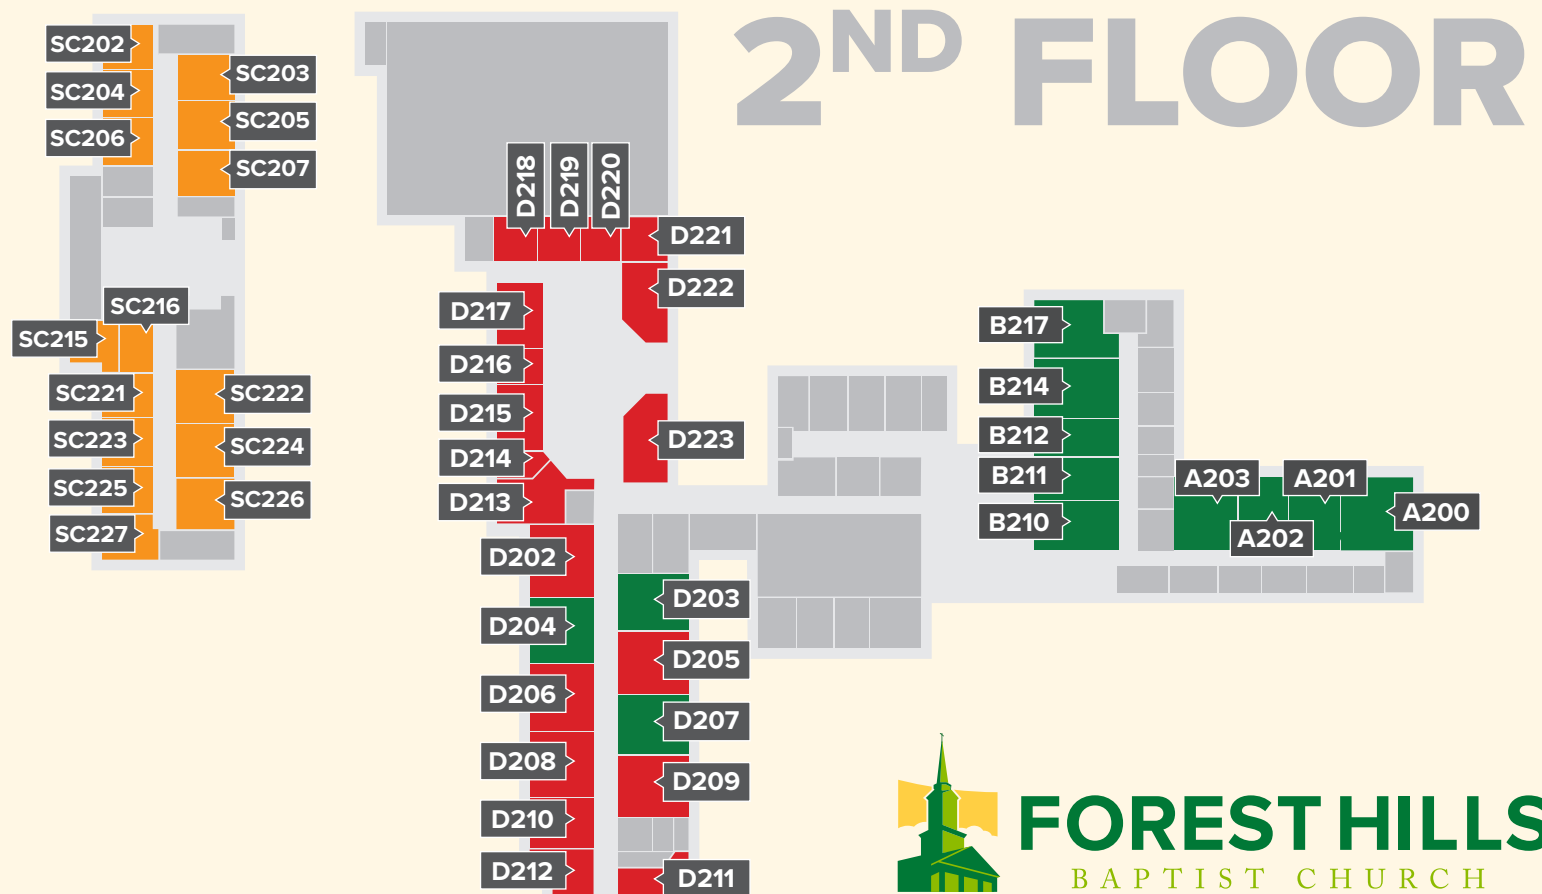 2ND FLOOR
SC202
SC204
SC206
SC203
SC205
SC207
SC216
SC215
SC221
SC223
SC225
SC227
SC222
SC224
SC226
D218
D219
D220
D221
D222
D217
D216
D215
D214
D213
D223
D202
D204
D206
D208
D210
D212
D203
D205
D207
D209
D211
B217
B214
B212
B211
B210
A203
A201
A202
A200
FOREST HILLS
BAPTIST CHURCH